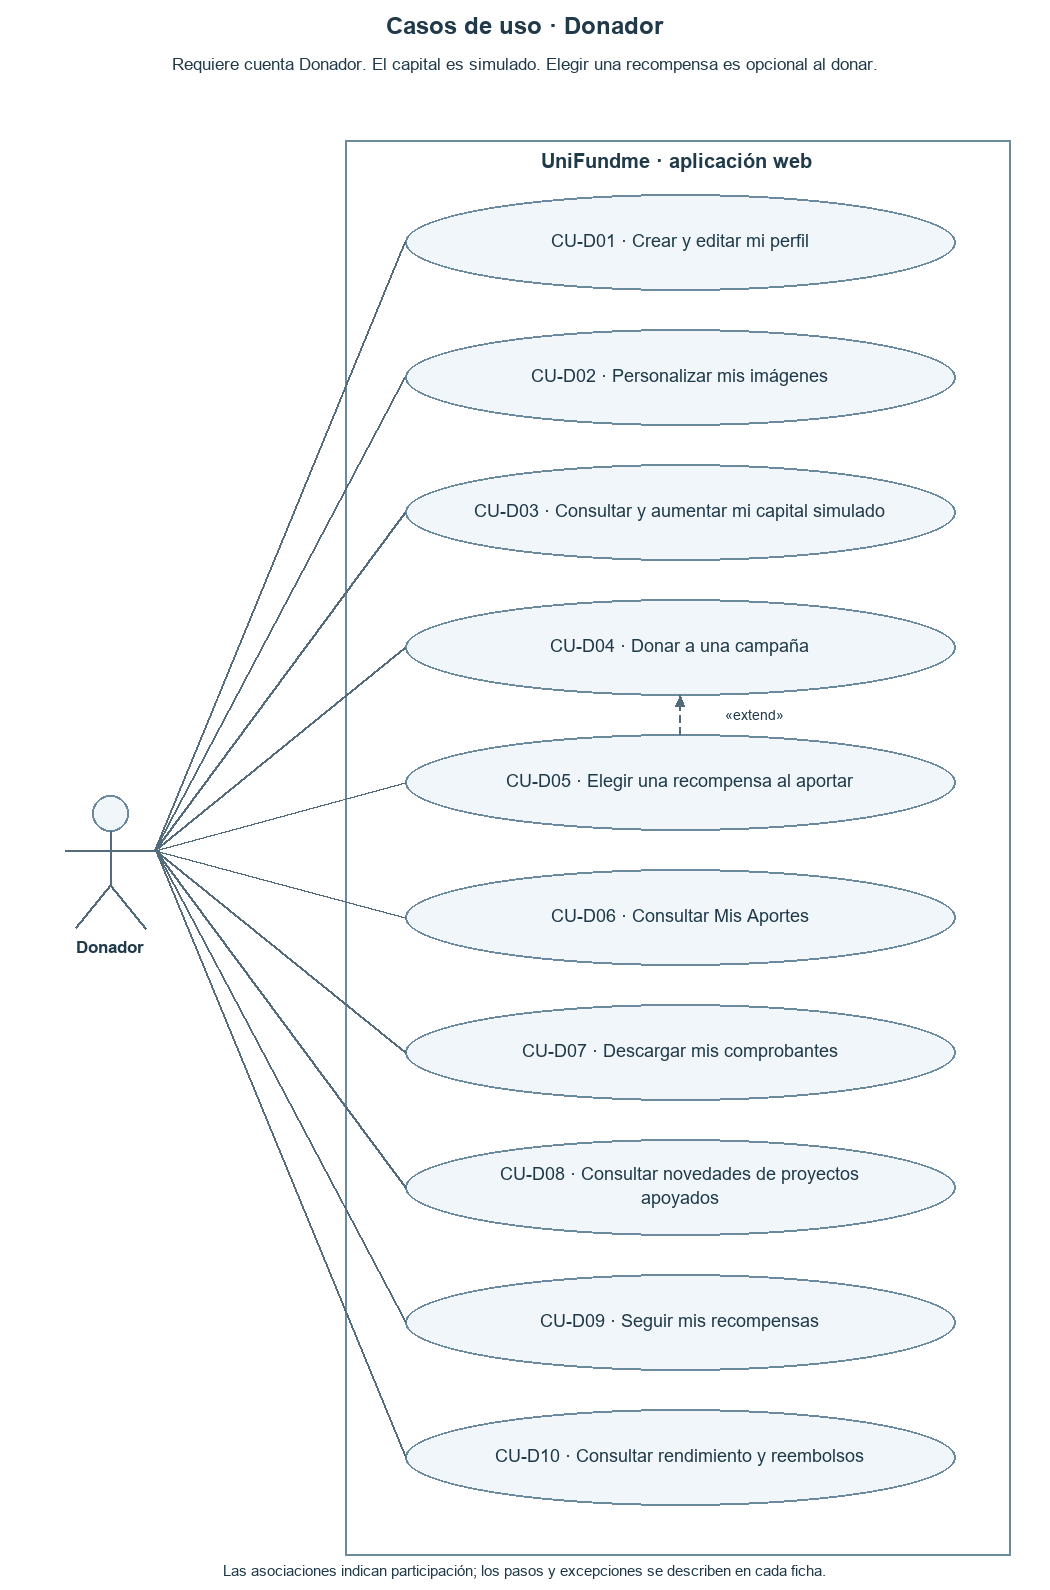 Casos de uso · Donador
Requiere cuenta Donador. El capital es simulado. Elegir una recompensa es opcional al donar.
UniFundme · aplicación web
CU-D01 · Crear y editar mi perfil
CU-D02 · Personalizar mis imágenes
CU-D03 · Consultar y aumentar mi capital simulado
CU-D04 · Donar a una campaña
«extend»
CU-D05 · Elegir una recompensa al aportar
CU-D06 · Consultar Mis Aportes
Donador
CU-D07 · Descargar mis comprobantes
CU-D08 · Consultar novedades de proyectos
apoyados
CU-D09 · Seguir mis recompensas
CU-D10 · Consultar rendimiento y reembolsos
Las asociaciones indican participación; los pasos y excepciones se describen en cada ficha.